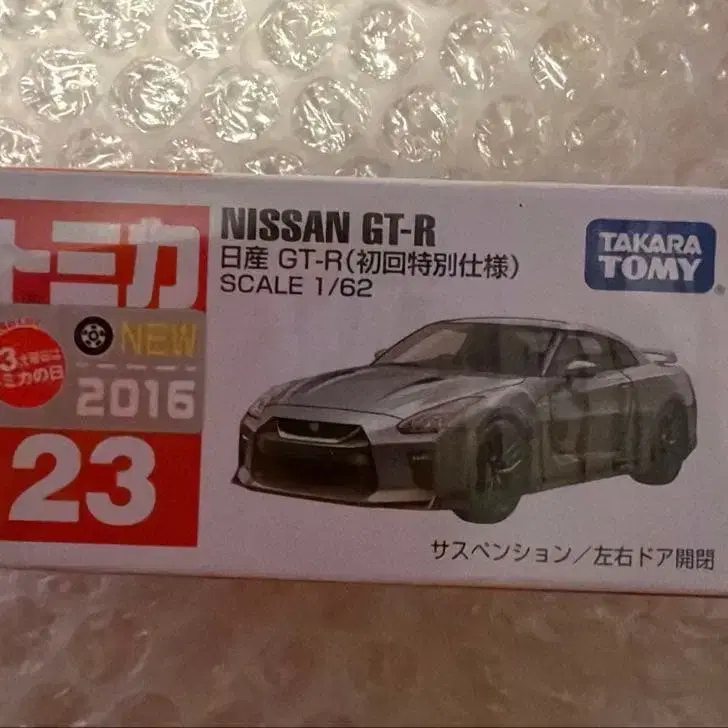 トミカ
NISSAN GT-R
日産 GT-R(初回特別仕様)
SCALE 1/62
TAKARA
TOMY
NEW
2016
23
サスペンション/左右ドア開閉